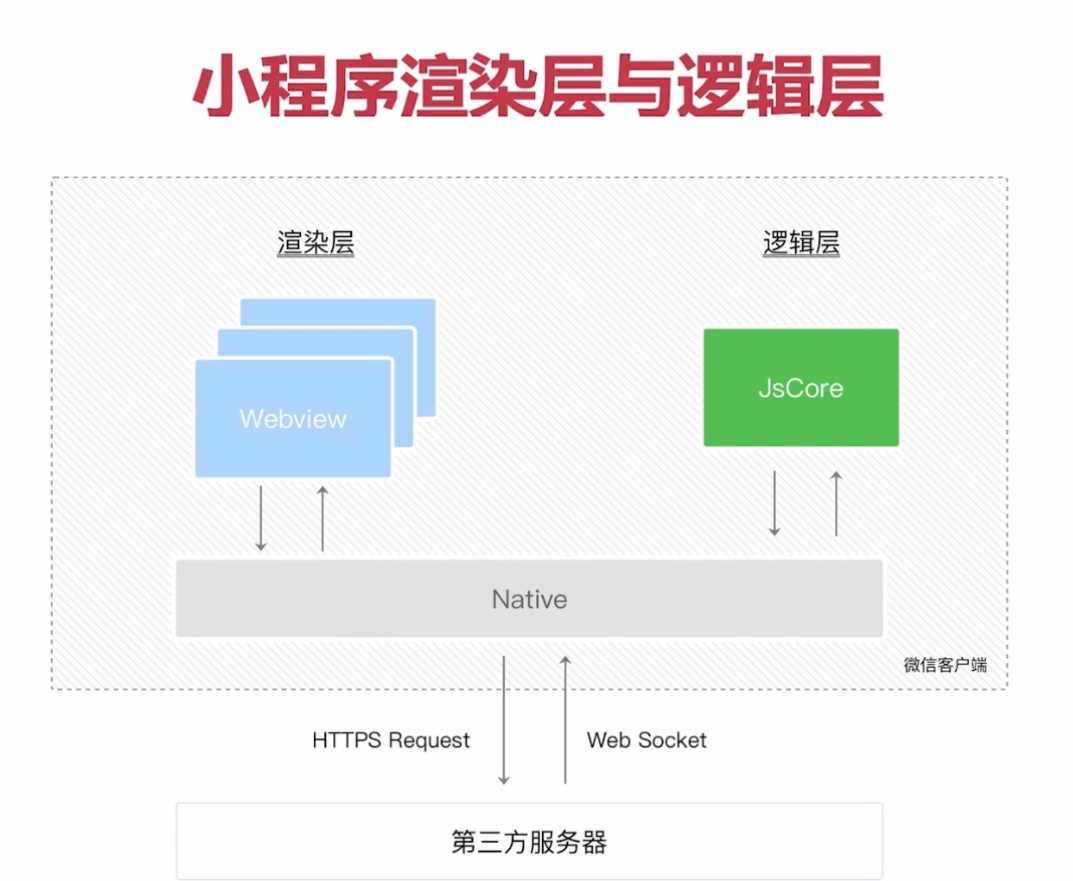 小程序渲染层与逻辑层
渲染层
逻辑层
Webview
JsCore
Native
微信客户端
HTTPS Request
Web Socket
第三方服务器